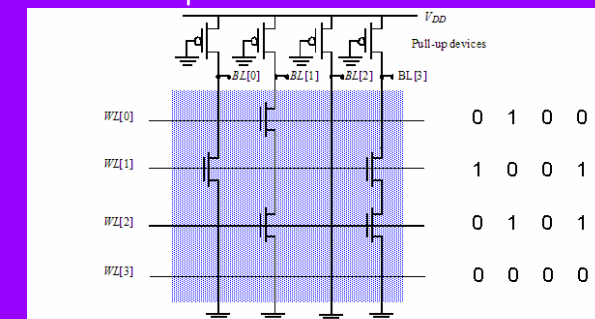 V_DD
Pull-up devices
BL[0] BL[1] BL[2] BL[3]
WL[0] 0 1 0 0
WL[1] 1 0 0 1
WL[2] 0 1 0 1
WL[3] 0 0 0 0